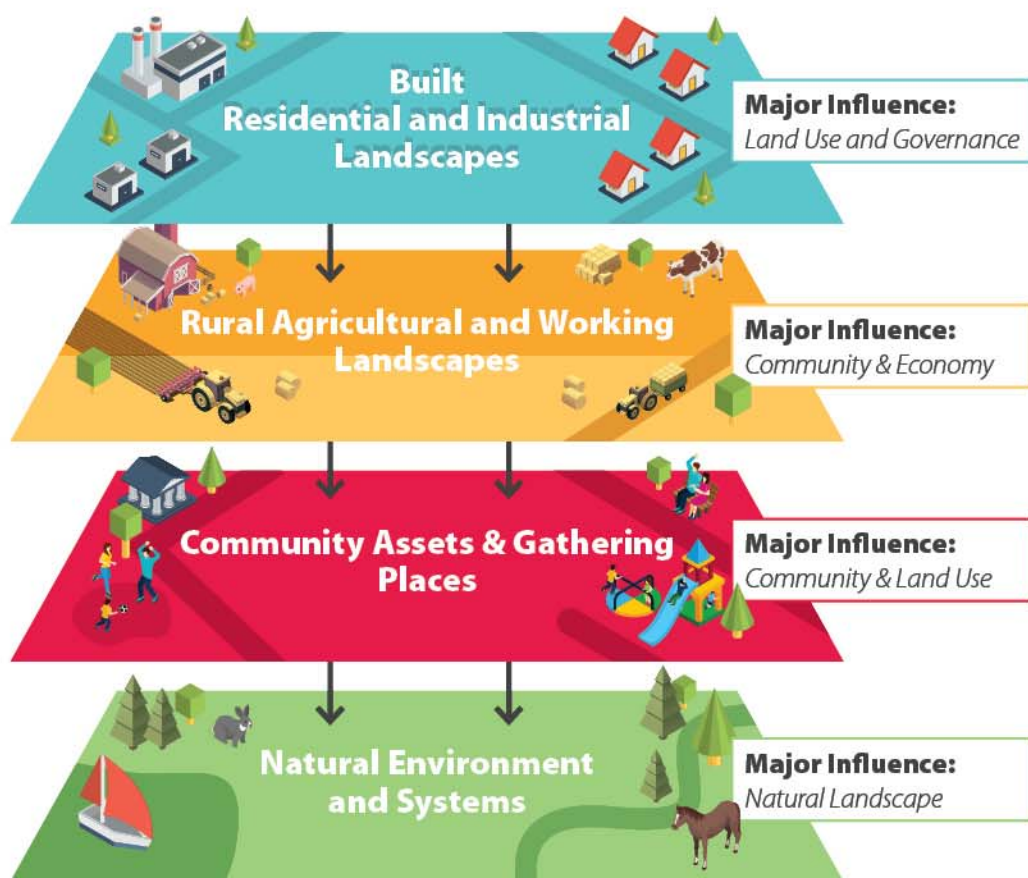 Built
Residential and Industrial
Landscapes
Major Influence:
Land Use and Governance
Rural Agricultural and Working
Landscapes
Major Influence:
Community & Economy
Community Assets & Gathering
Places
Major Influence:
Community & Land Use
Natural Environment
and Systems
Major Influence:
Natural Landscape